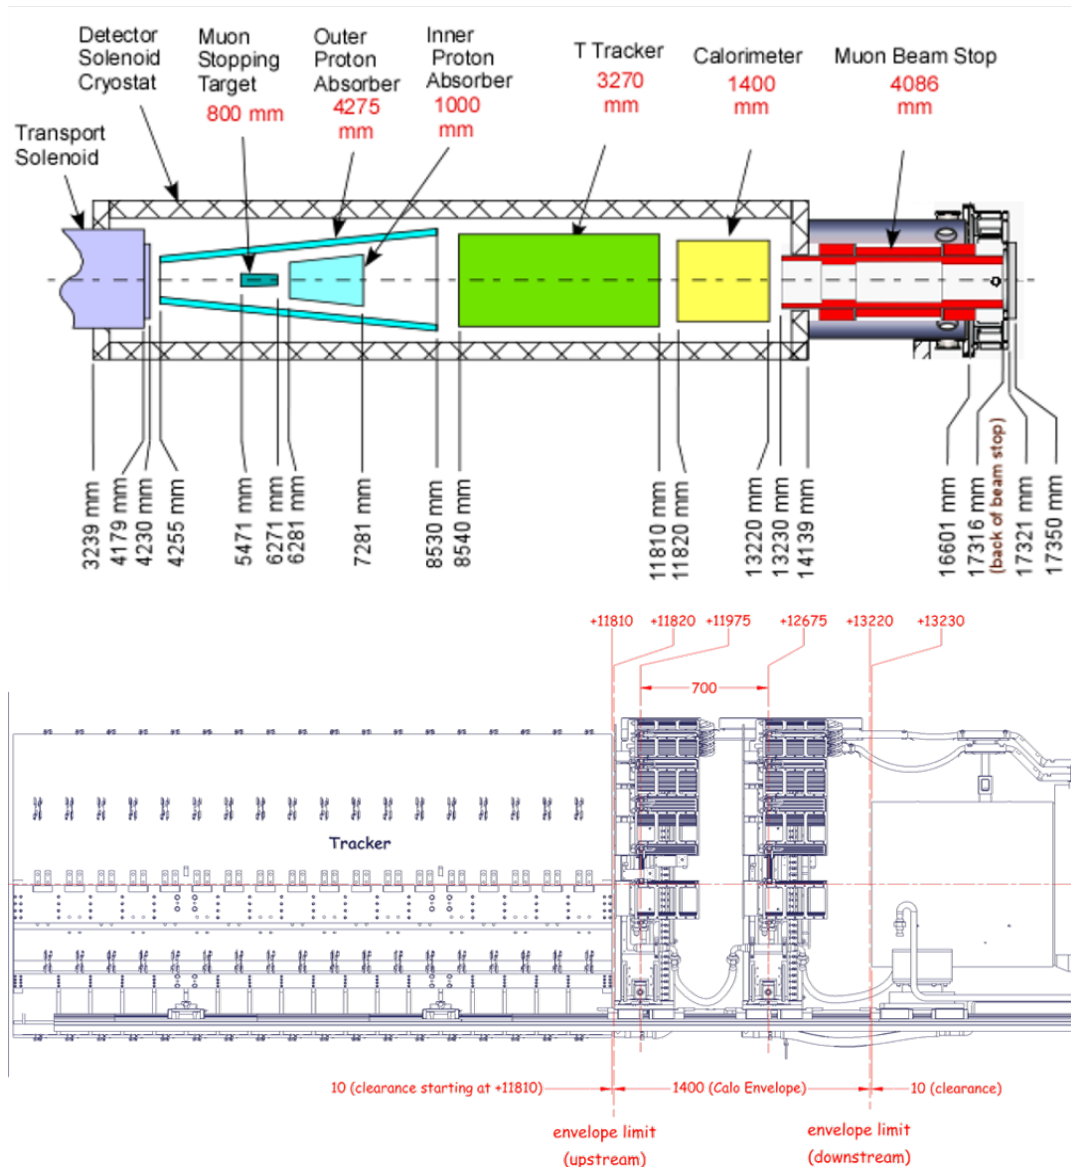 Detector
Solenoid
Cryostat
Muon
Stopping
Target
800 mm
Outer
Proton
Absorber
4275
mm
Inner
Proton
Absorber
1000
mm
T Tracker
3270
mm
Calorimeter
1400
mm
Muon Beam Stop
4086
mm
Transport
Solenoid
3239 mm
4179 mm
4230 mm
4255 mm
5471 mm
6271 mm
6281 mm
7281 mm
8530 mm
8540 mm
11810 mm
11820 mm
13220 mm
13230 mm
14139 mm
16601 mm
17316 mm
(back of beam stop)
17321 mm
17350 mm
+11810
+11820
+11975
+12675
+13220
+13230
700
Tracker
10 (clearance starting at +11810)
1400 (Calo Envelope)
10 (clearance)
envelope limit
(upstream)
envelope limit
(downstream)